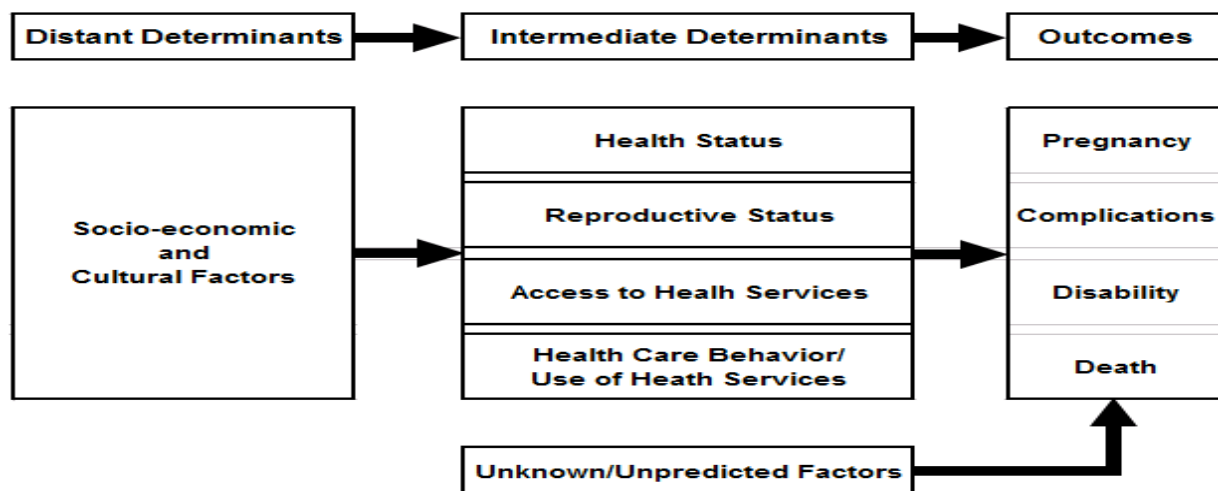 Distant Determinants
Intermediate Determinants
Outcomes
Socio-economic
and
Cultural Factors
Health Status
Reproductive Status
Access to Healh Services
Health Care Behavior/
Use of Heath Services
Pregnancy
Complications
Disability
Death
Unknown/Unpredicted Factors